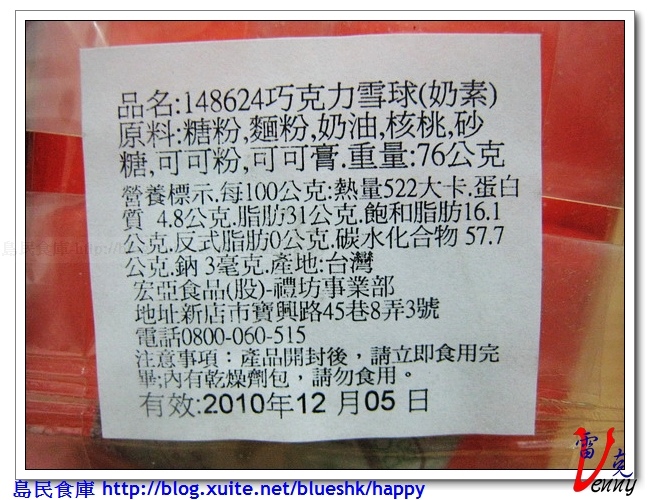 品名:148624巧克力雪球(奶素)
原料:糖粉,麵粉,奶油,核桃,砂
糖,可可粉,可可膏.重量:76公克
營養標示.每100公克:熱量522大卡.蛋白
質 4.8公克.脂肪31公克.飽和脂肪16.1
公克.反式脂肪0公克.碳水化合物 57.7
公克.鈉 3毫克.產地:台灣
宏亞食品(股)-禮坊事業部
地址新店市寶興路45巷8弄3號
電話0800-060-515
注意事項：產品開封後，請立即食用完
畢;內有乾燥劑包，請勿食用。
有效:2010年12月05日
雷克
Venny
島民食庫 http://blog.xuite.net/blueshk/happy